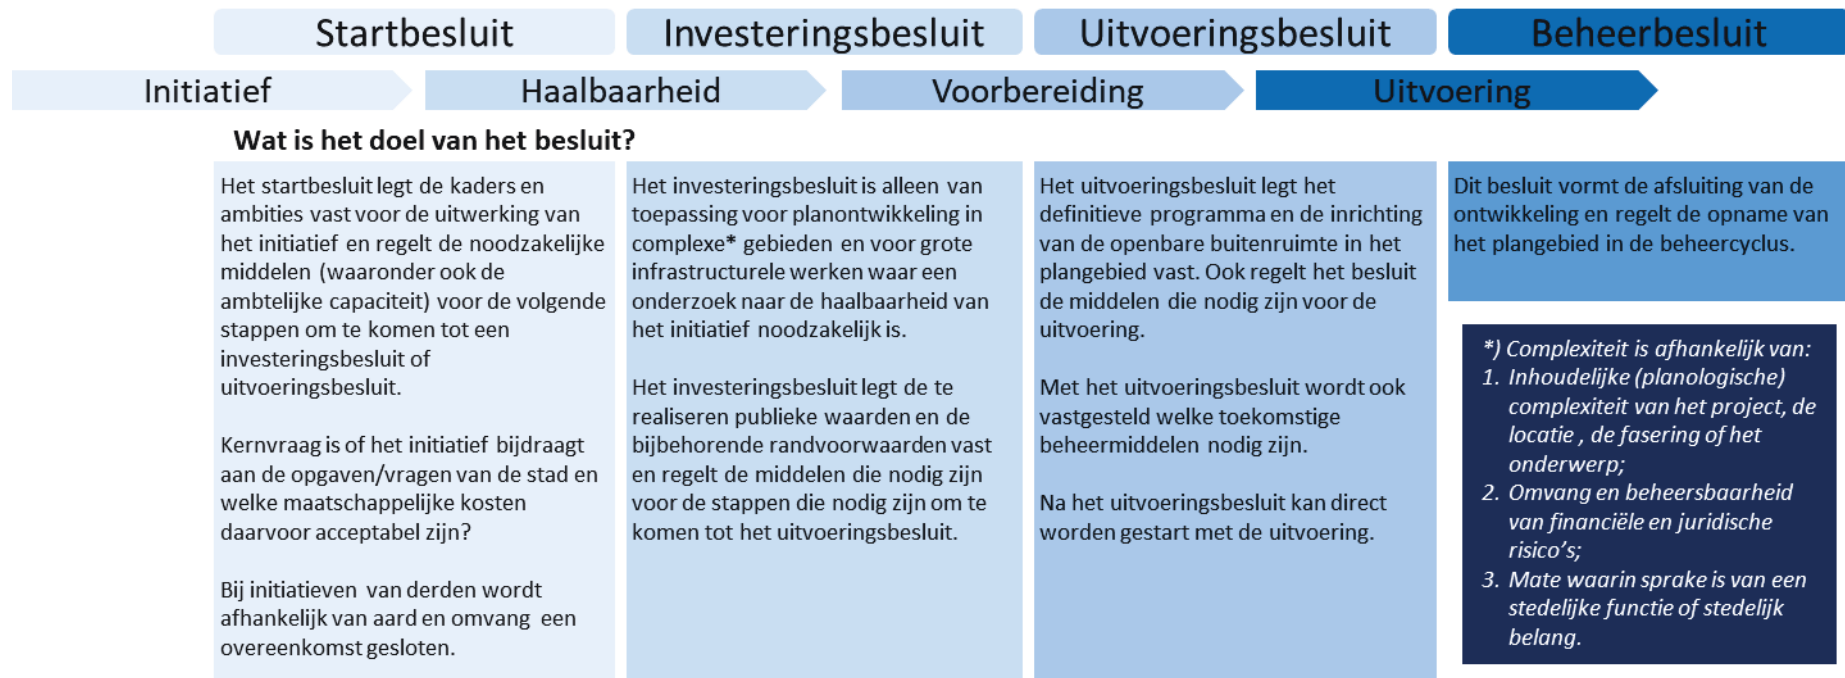 Startbesluit
Investeringsbesluit
Uitvoeringsbesluit
Beheerbesluit
Initiatief
Haalbaarheid
Voorbereiding
Uitvoering
Wat is het doel van het besluit?
Het startbesluit legt de kaders en
ambities vast voor de uitwerking van
het initiatief en regelt de noodzakelijke
middelen (waaronder ook de
ambtelijke capaciteit) voor de volgende
stappen om te komen tot een
investeringsbesluit of
uitvoeringsbesluit.
Kernvraag is of het initiatief bijdraagt
aan de opgaven/vragen van de stad en
welke maatschappelijke kosten
daarvoor acceptabel zijn?
Bij initiatieven van derden wordt
afhankelijk van aard en omvang een
overeenkomst gesloten.
Het investeringsbesluit is alleen van
toepassing voor planontwikkeling in
complexe* gebieden en voor grote
infrastructurele werken waar een
onderzoek naar de haalbaarheid van
het initiatief noodzakelijk is.
Het investeringsbesluit legt de te
realiseren publieke waarden en de
bijbehorende randvoorwaarden vast
en regelt de middelen die nodig zijn
voor de stappen die nodig zijn om te
komen tot het uitvoeringsbesluit.
Het uitvoeringsbesluit legt het
definitieve programma en de inrichting
van de openbare buitenruimte in het
plangebied vast. Ook regelt het besluit
de middelen die nodig zijn voor de
uitvoering.
Met het uitvoeringsbesluit wordt ook
vastgesteld welke toekomstige
beheermiddelen nodig zijn.
Na het uitvoeringsbesluit kan direct
worden gestart met de uitvoering.
Dit besluit vormt de afsluiting van de
ontwikkeling en regelt de opname van
het plangebied in de beheercyclus.
*) Complexiteit is afhankelijk van:
1. Inhoudelijke (planologische)
complexiteit van het project, de
locatie , de fasering of het
onderwerp;
2. Omvang en beheersbaarheid
van financiële en juridische
risico's;
3. Mate waarin sprake is van een
stedelijke functie of stedelijk
belang.